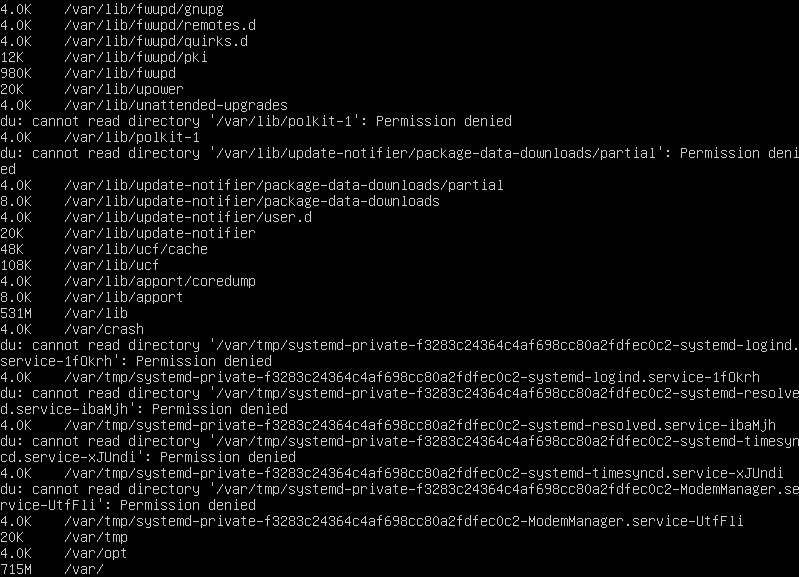 4.0K    /var/lib/fwupd/gnupg
4.0K    /var/lib/fwupd/remotes.d
4.0K    /var/lib/fwupd/quirks.d
12K     /var/lib/fwupd/pki
980K    /var/lib/fwupd
20K     /var/lib/upower
4.0K    /var/lib/unattended-upgrades
du: cannot read directory '/var/lib/polkit-1': Permission denied
4.0K    /var/lib/polkit-1
du: cannot read directory '/var/lib/update-notifier/package-data-downloads/partial': Permission deni
ed
4.0K    /var/lib/update-notifier/package-data-downloads/partial
8.0K    /var/lib/update-notifier/package-data-downloads
4.0K    /var/lib/update-notifier/user.d
20K     /var/lib/update-notifier
48K     /var/lib/ucf/cache
108K    /var/lib/ucf
4.0K    /var/lib/apport/coredump
8.0K    /var/lib/apport
531M    /var/lib
4.0K    /var/crash
du: cannot read directory '/var/tmp/systemd-private-f3283c24364c4af698cc80a2fdfec0c2-systemd-logind.
service-1fOkrh': Permission denied
4.0K    /var/tmp/systemd-private-f3283c24364c4af698cc80a2fdfec0c2-systemd-logind.service-1fOkrh
du: cannot read directory '/var/tmp/systemd-private-f3283c24364c4af698cc80a2fdfec0c2-systemd-resolve
d.service-ibaMjh': Permission denied
4.0K    /var/tmp/systemd-private-f3283c24364c4af698cc80a2fdfec0c2-systemd-resolved.service-ibaMjh
du: cannot read directory '/var/tmp/systemd-private-f3283c24364c4af698cc80a2fdfec0c2-systemd-timesyn
cd.service-xJUndi': Permission denied
4.0K    /var/tmp/systemd-private-f3283c24364c4af698cc80a2fdfec0c2-systemd-timesyncd.service-xJUndi
du: cannot read directory '/var/tmp/systemd-private-f3283c24364c4af698cc80a2fdfec0c2-ModemManager.se
rvice-UtfFli': Permission denied
4.0K    /var/tmp/systemd-private-f3283c24364c4af698cc80a2fdfec0c2-ModemManager.service-UtfFli
20K     /var/tmp
4.0K    /var/opt
715M    /var/